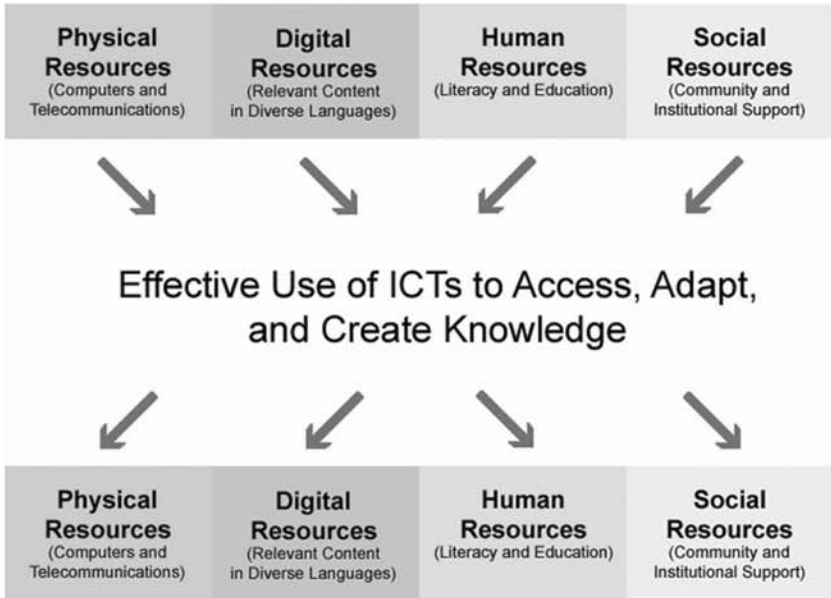 Physical
Resources
(Computers and
Telecommunications)
Digital
Resources
(Relevant Content
in Diverse Languages)
Human
Resources
(Literacy and Education)
Social
Resources
(Community and
Institutional Support)
Effective Use of ICTs to Access, Adapt,
and Create Knowledge
Physical
Resources
(Computers and
Telecommunications)
Digital
Resources
(Relevant Content
in Diverse Languages)
Human
Resources
(Literacy and Education)
Social
Resources
(Community and
Institutional Support)